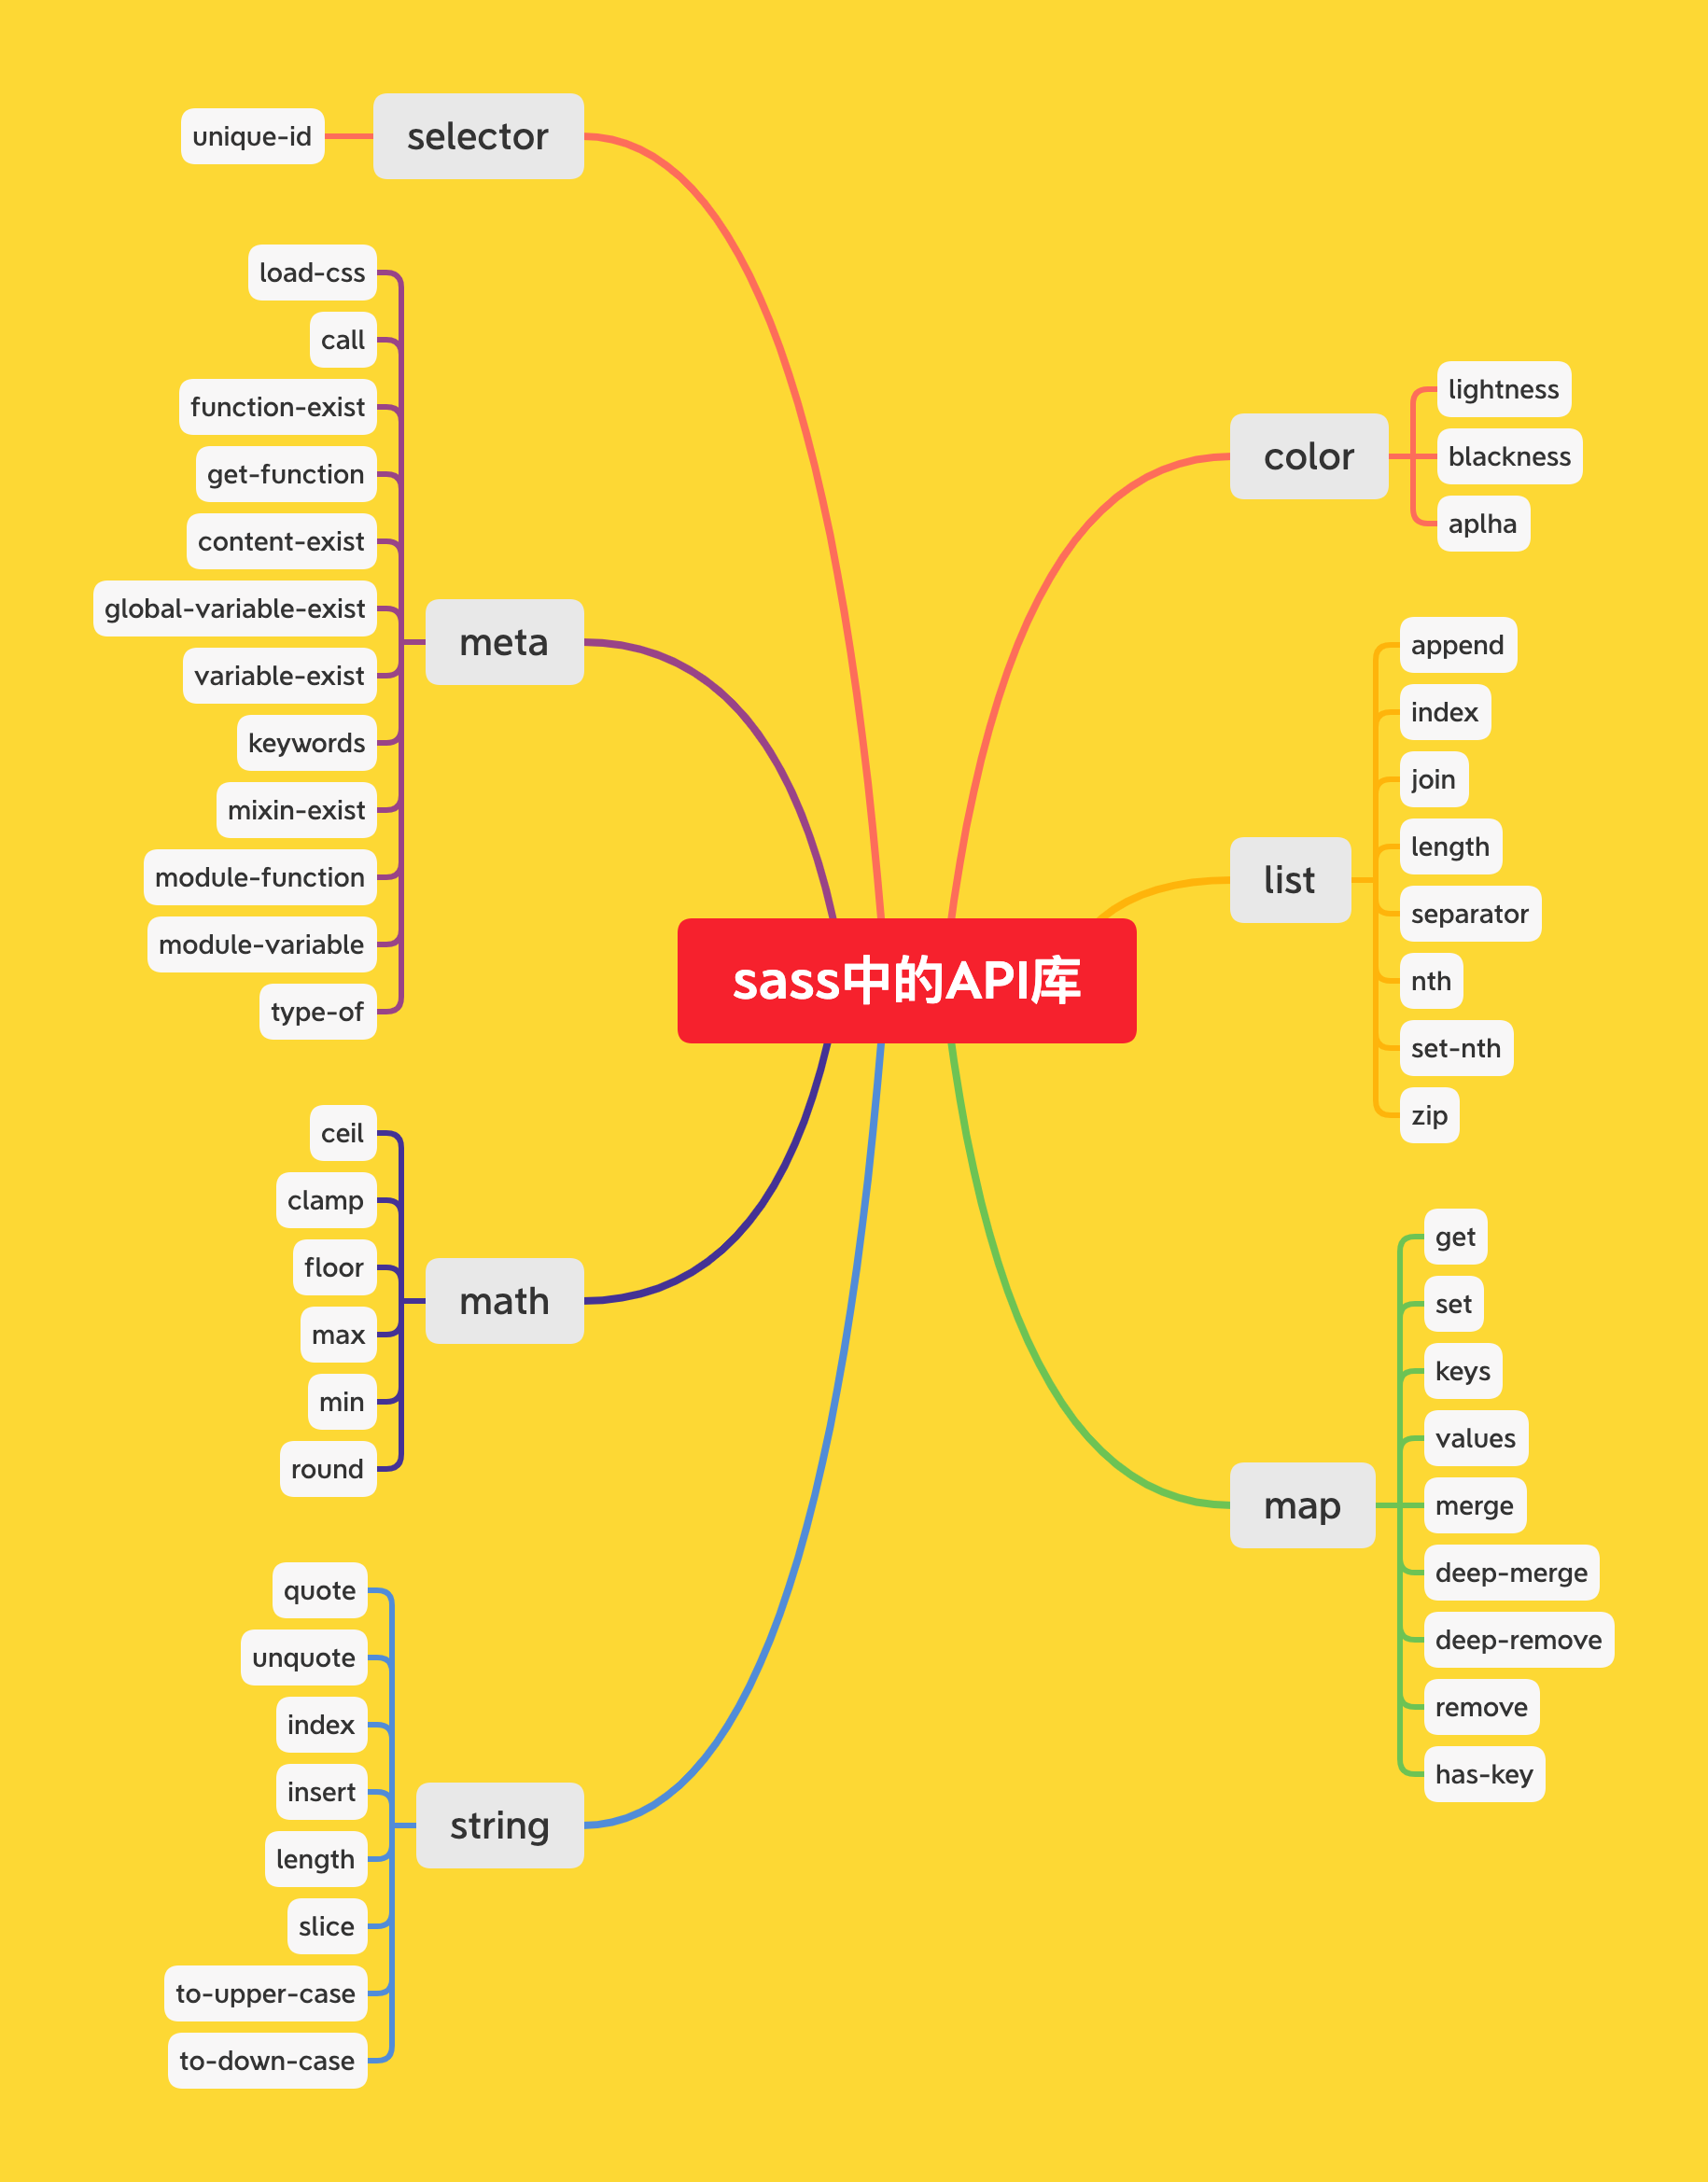 sass中的API库
selector
unique-id
meta
load-css
call
function-exist
get-function
content-exist
global-variable-exist
variable-exist
keywords
mixin-exist
module-function
module-variable
type-of
math
ceil
clamp
floor
max
min
round
string
quote
unquote
index
insert
length
slice
to-upper-case
to-down-case
color
lightness
blackness
aplha
list
append
index
join
length
separator
nth
set-nth
zip
map
get
set
keys
values
merge
deep-merge
deep-remove
remove
has-key